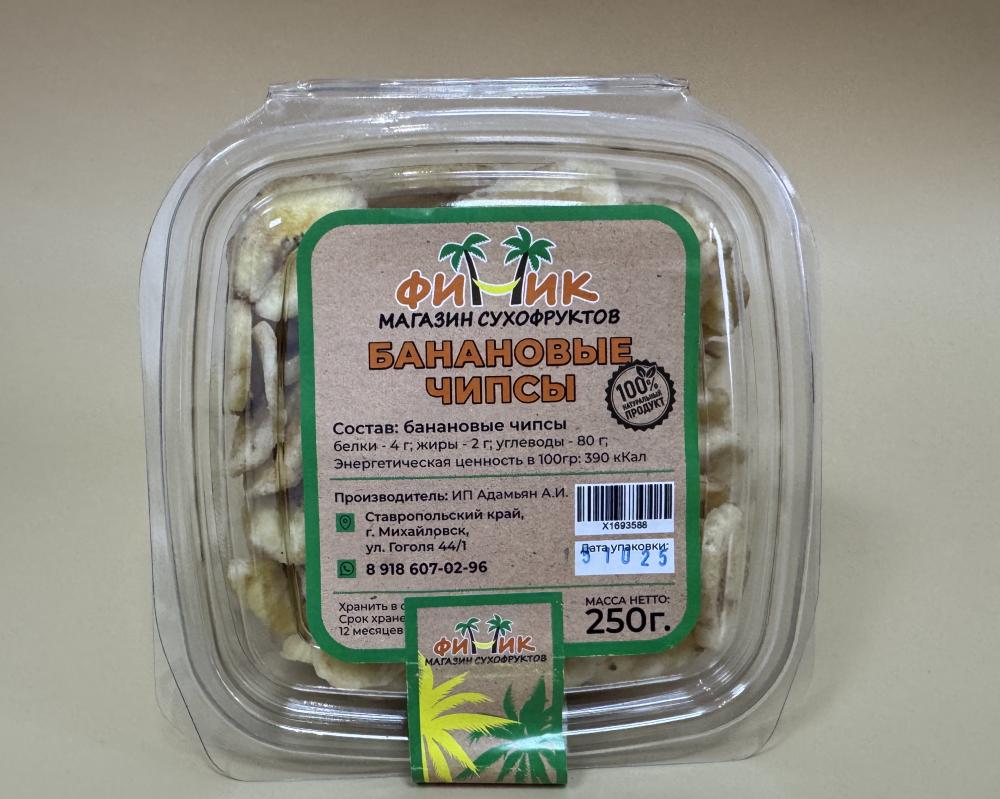 ФИНИК
МАГАЗИН СУХОФРУКТОВ
БАНАНОВЫЕ
ЧИПСЫ
100%
НАТУРАЛЬНЫЙ
ПРОДУКТ
Состав: банановые чипсы
белки - 4 г; жиры - 2 г; углеводы - 80 г;
Энергетическая ценность в 100гр: 390 кКал
Производитель: ИП Адамьян А.И.
Ставропольский край,
г. Михайловск,
ул. Гоголя 44/1
8 918 607-02-96
X1693588
Дата упаковки:
51025
Хранить в
Срок
12 месяцев
МАССА НЕТТО:
250г.
ФИНИК
МАГАЗИН СУХОФРУКТОВ